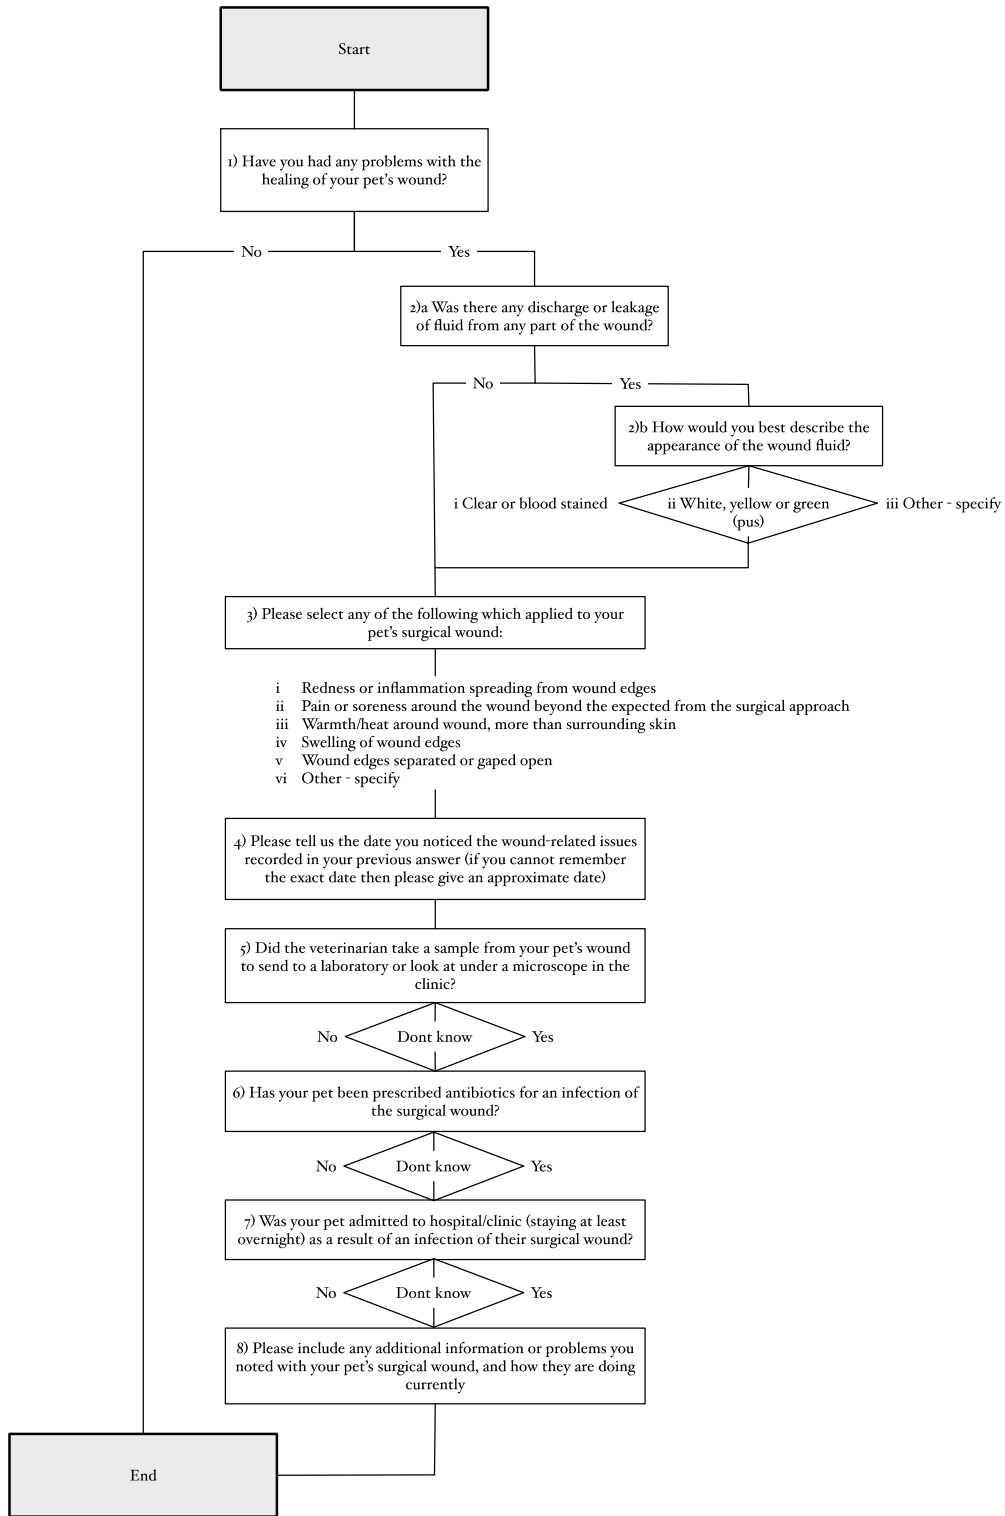 Start
1) Have you had any problems with the
healing of your pet's wound?
No
Yes
2)a Was there any discharge or leakage
of fluid from any part of the wound?
No
Yes
2)b How would you best describe the
appearance of the wound fluid?
i Clear or blood stained
ii White, yellow or green
(pus)
iii Other - specify
3) Please select any of the following which applied to your
pet's surgical wound:
i Redness or inflammation spreading from wound edges
ii Pain or soreness around the wound beyond the expected from the surgical approach
iii Warmth/heat around wound, more than surrounding skin
iv Swelling of wound edges
v Wound edges separated or gaped open
vi Other - specify
4) Please tell us the date you noticed the wound-related issues
recorded in your previous answer (if you cannot remember
the exact date then please give an approximate date)
5) Did the veterinarian take a sample from your pet's wound
to send to a laboratory or look at under a microscope in the
clinic?
No
Dont know
Yes
6) Has your pet been prescribed antibiotics for an infection of
the surgical wound?
No
Dont know
Yes
7) Was your pet admitted to hospital/clinic (staying at least
overnight) as a result of an infection of their surgical wound?
No
Dont know
Yes
8) Please include any additional information or problems you
noted with your pet's surgical wound, and how they are doing
currently
End